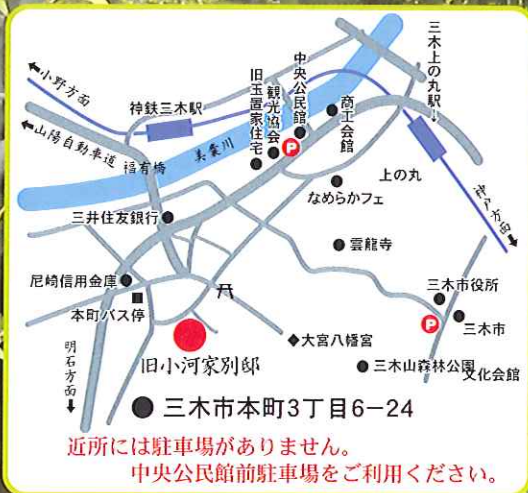 ←小野方面
←山陽自動車道
神鉄三木駅
福有橋
美嚢川
旧玉置家住宅
観光協会
中央公民館
P
商工会館
三木上の丸駅↓
上の丸
なめらかフェ
神戸方面→
三井住友銀行
雲龍寺
尼崎信用金庫
本町バス停
三木市役所
P
三木市
文化会館
大宮八幡宮
三木山森林公園
旧小河家別邸
明石方面→
● 三木市本町3丁目6-24
近所には駐車場がありません。
中央公民館前駐車場をご利用ください。